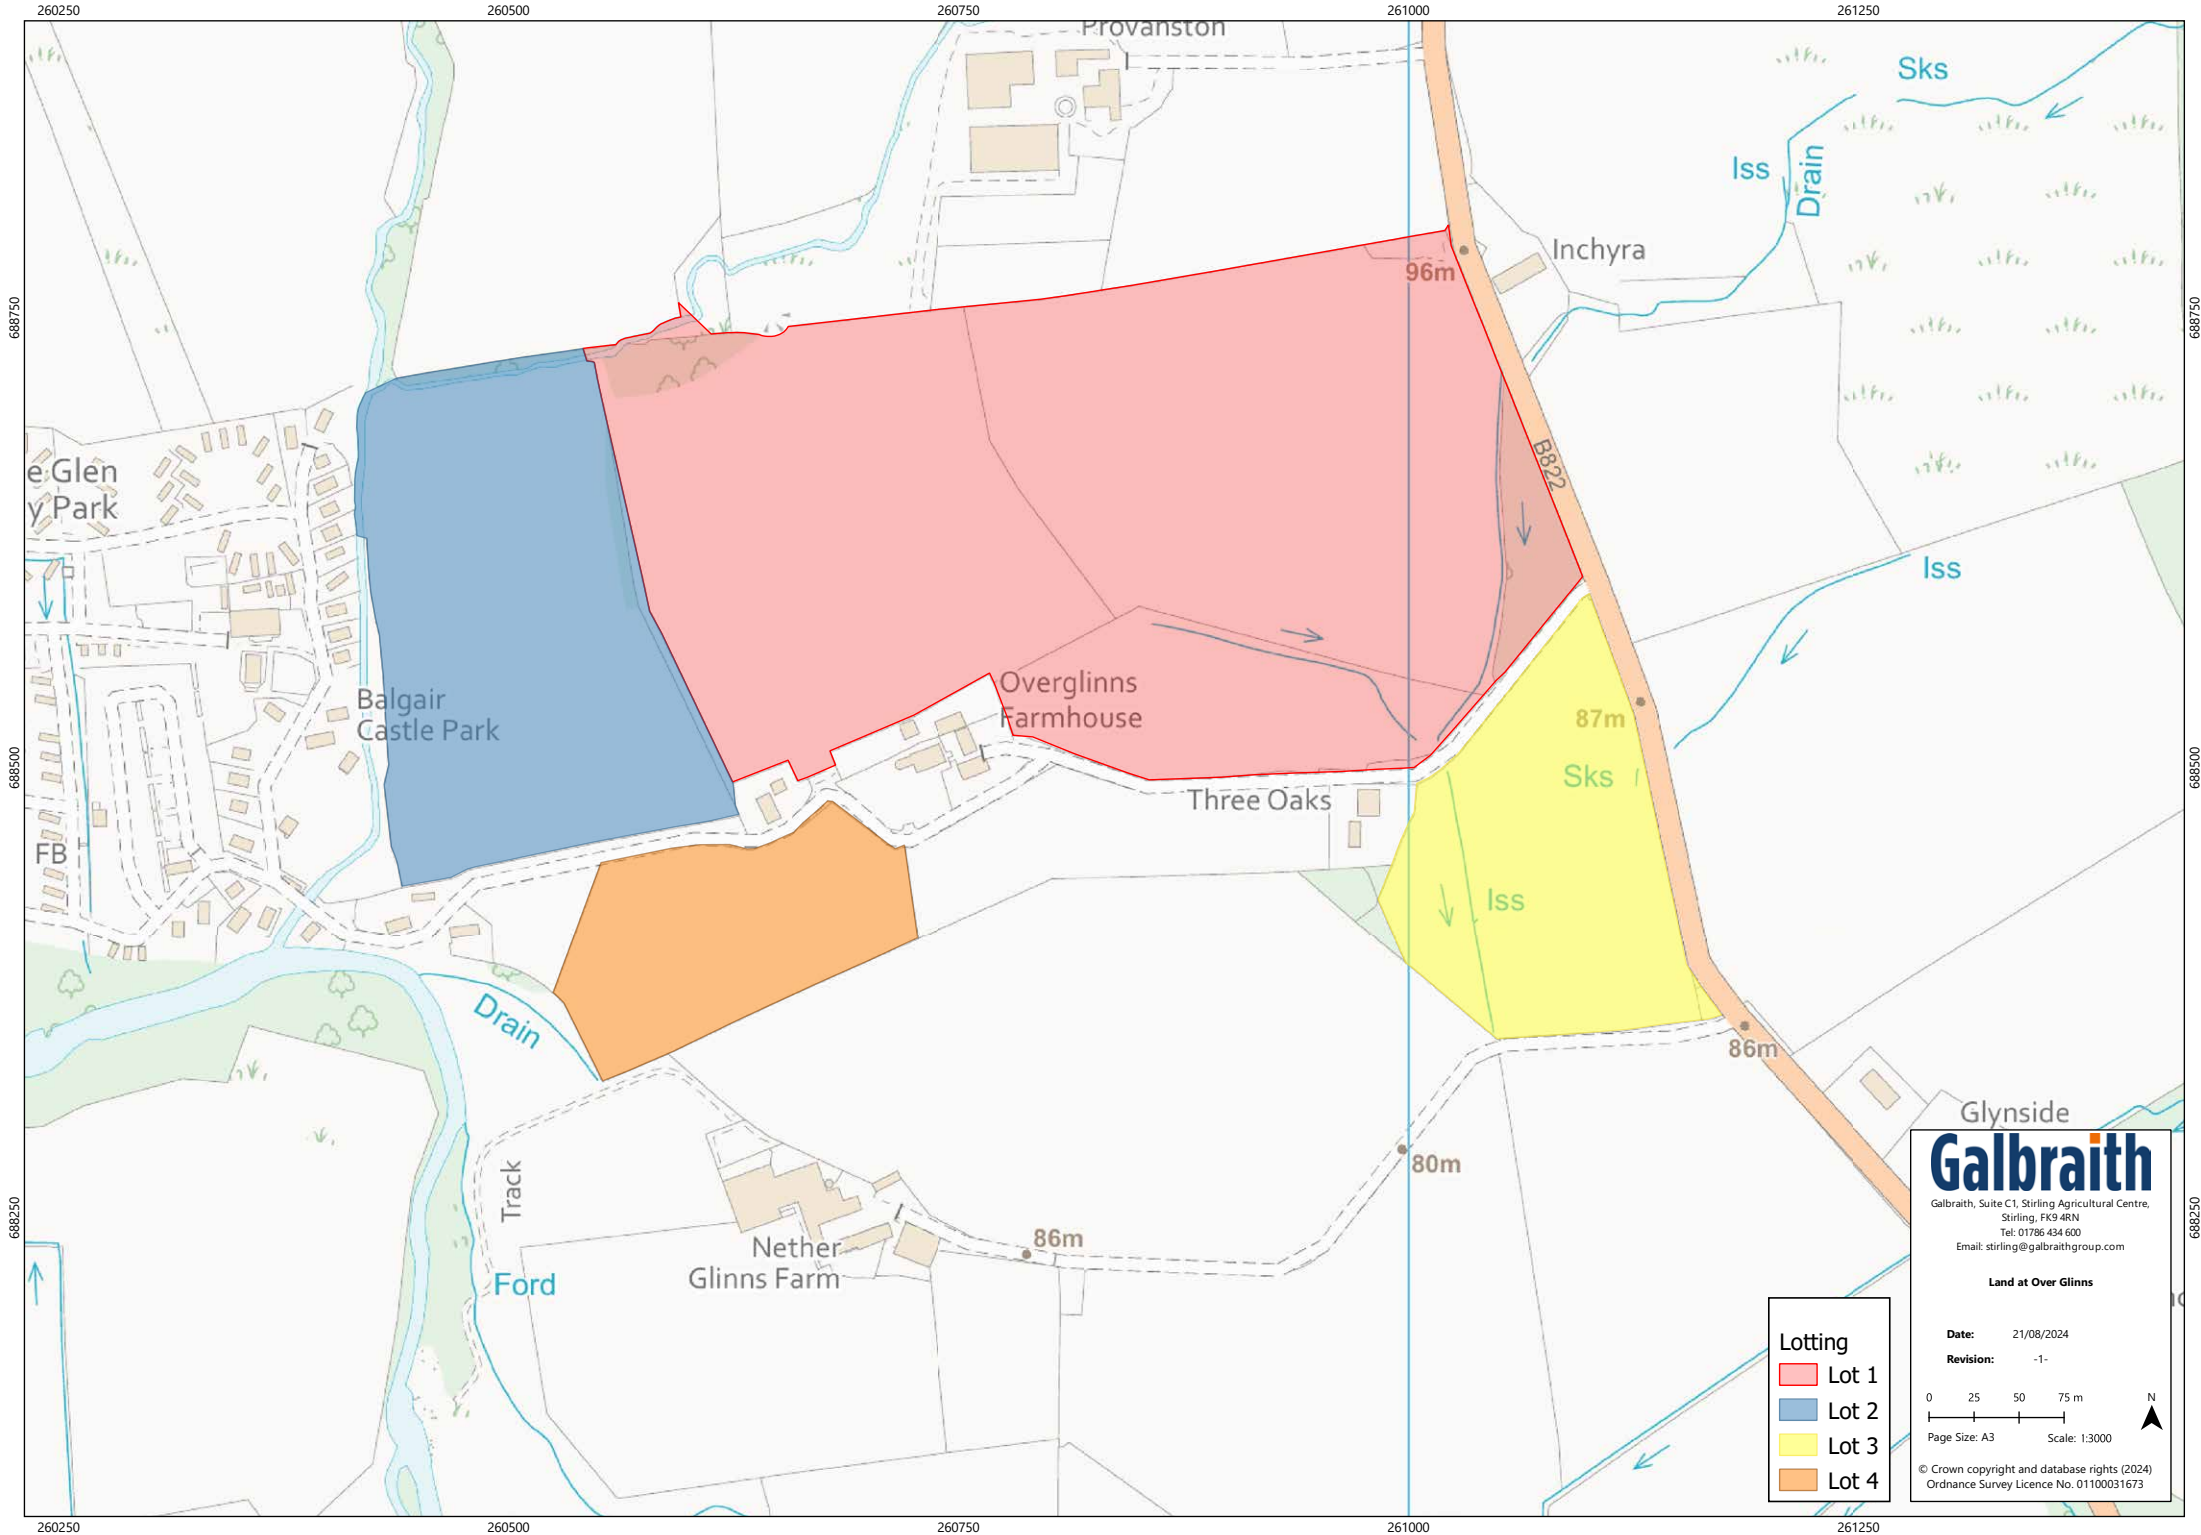 260250
260500
260750
261000
261250
Provanston
Sks
Iss
Drain
Inchyra
96m
688750
688750
B822
e Glen
y Park
Iss
Overglinns
Farmhouse
Balgair
Castle Park
87m
Sks
688500
688500
Three Oaks
FB
Iss
Drain
86m
Glynside
80m
Track
86m
Nether
Glinns Farm
Ford
688250
688250
Lotting
Lot 1
Lot 2
Lot 3
Lot 4
Galbraith
Galbraith, Suite C1, Stirling Agricultural Centre,
Stirling, FK9 4RN
Tel: 01786 434 600
Email: stirling@galbraithgroup.com
Land at Over Glinns
Date: 21/08/2024
Revision: -1-
0 25 50 75 m
N
Page Size: A3 Scale: 1:3000
© Crown copyright and database rights (2024)
Ordnance Survey Licence No. 01100031673
260250
260500
260750
261000
261250